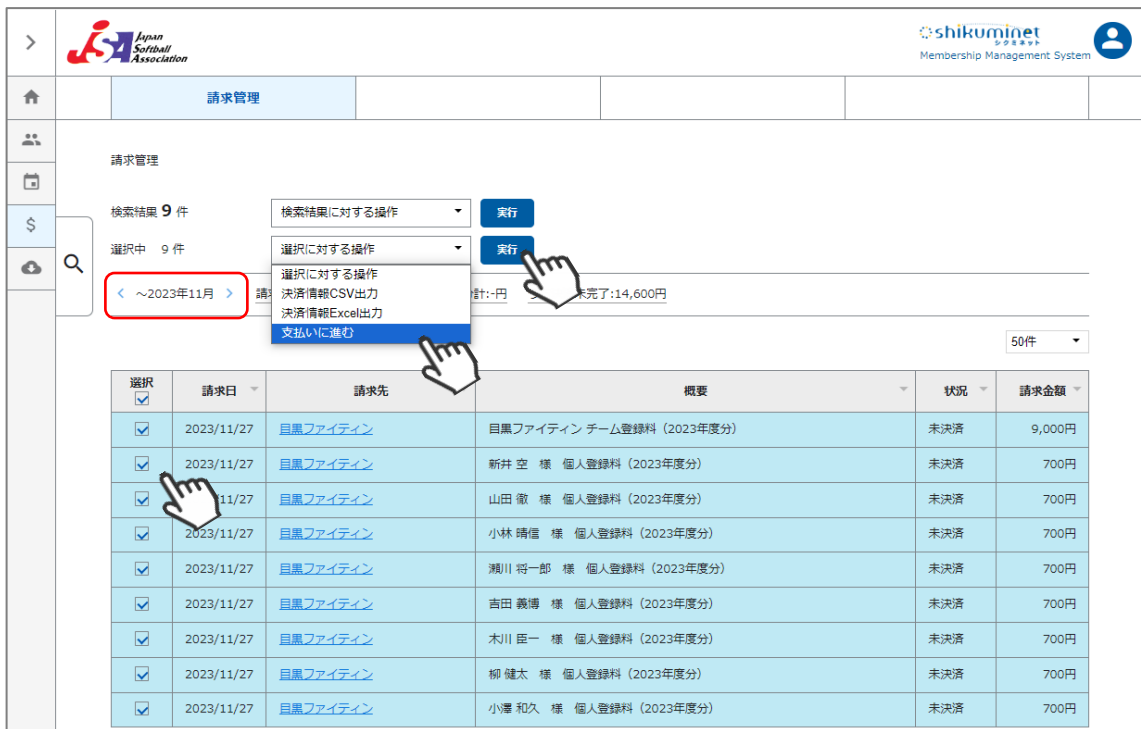 Japan
Softball
Association
JSA
shikuminet
シクミネット
Membership Management System
請求管理
請求管理
検索結果 9 件
検索結果に対する操作
実行
選択中 9 件
選択に対する操作
実行
選択に対する操作
決済情報CSV出力
決済情報Excel出力
支払いに進む
< ~2023年11月 >
計:-円
未完了:14,600円
50件
選択 請求日 請求先 概要 状況 請求金額
2023/11/27 目黒ファイティン 目黒ファイティン チーム登録料（2023年度分） 未決済 9,000円
2023/11/27 目黒ファイティン 新井 空 様 個人登録料（2023年度分） 未決済 700円
11/27 目黒ファイティン 山田 徹 様 個人登録料（2023年度分） 未決済 700円
2023/11/27 目黒ファイティン 小林 晴信 様 個人登録料（2023年度分） 未決済 700円
2023/11/27 目黒ファイティン 瀬川 将一郎 様 個人登録料（2023年度分） 未決済 700円
2023/11/27 目黒ファイティン 吉田 義博 様 個人登録料（2023年度分） 未決済 700円
2023/11/27 目黒ファイティン 木川 臣一 様 個人登録料（2023年度分） 未決済 700円
2023/11/27 目黒ファイティン 柳 健太 様 個人登録料（2023年度分） 未決済 700円
2023/11/27 目黒ファイティン 小澤 和久 様 個人登録料（2023年度分） 未決済 700円